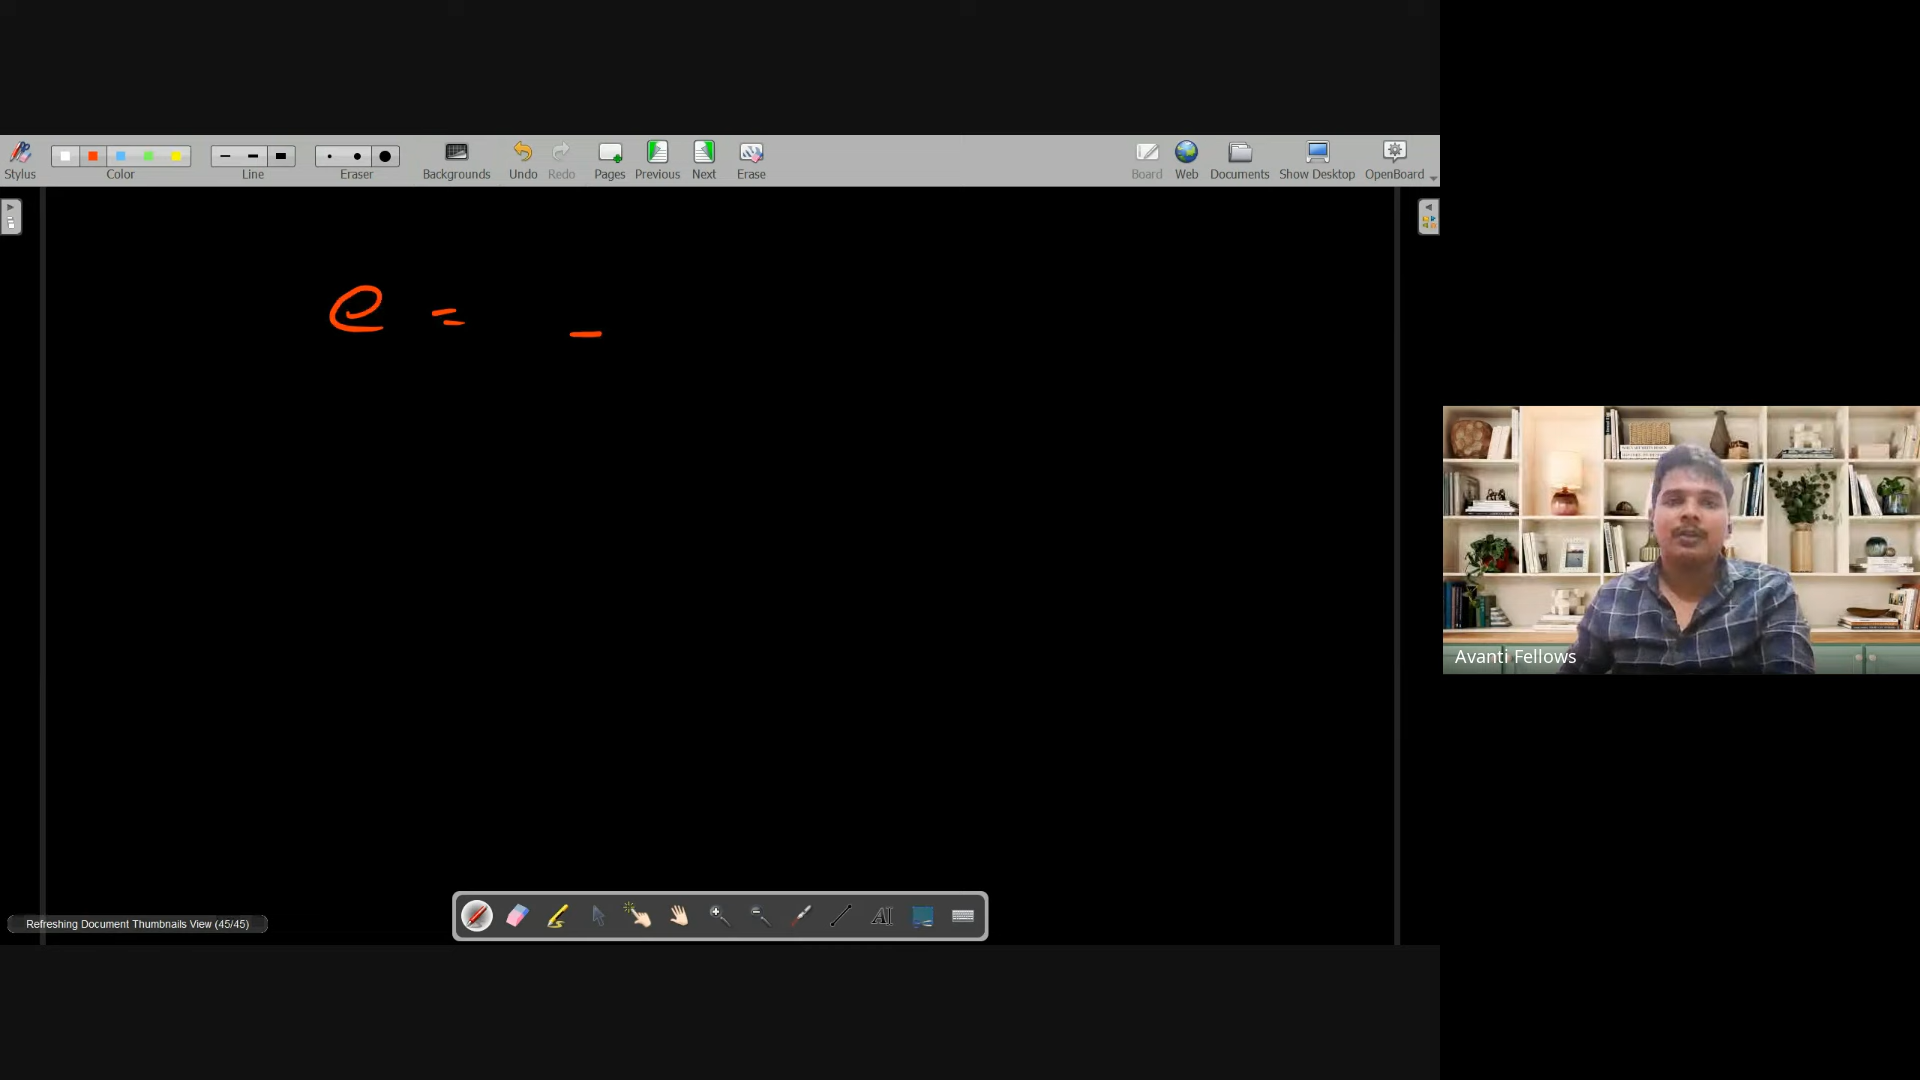 Stylus Color Line Eraser Backgrounds Undo Redo Pages Previous Next Erase Board Web Documents Show Desktop OpenBoard
e = -
Avanti Fellows
Refreshing Document Thumbnails View (45/45)